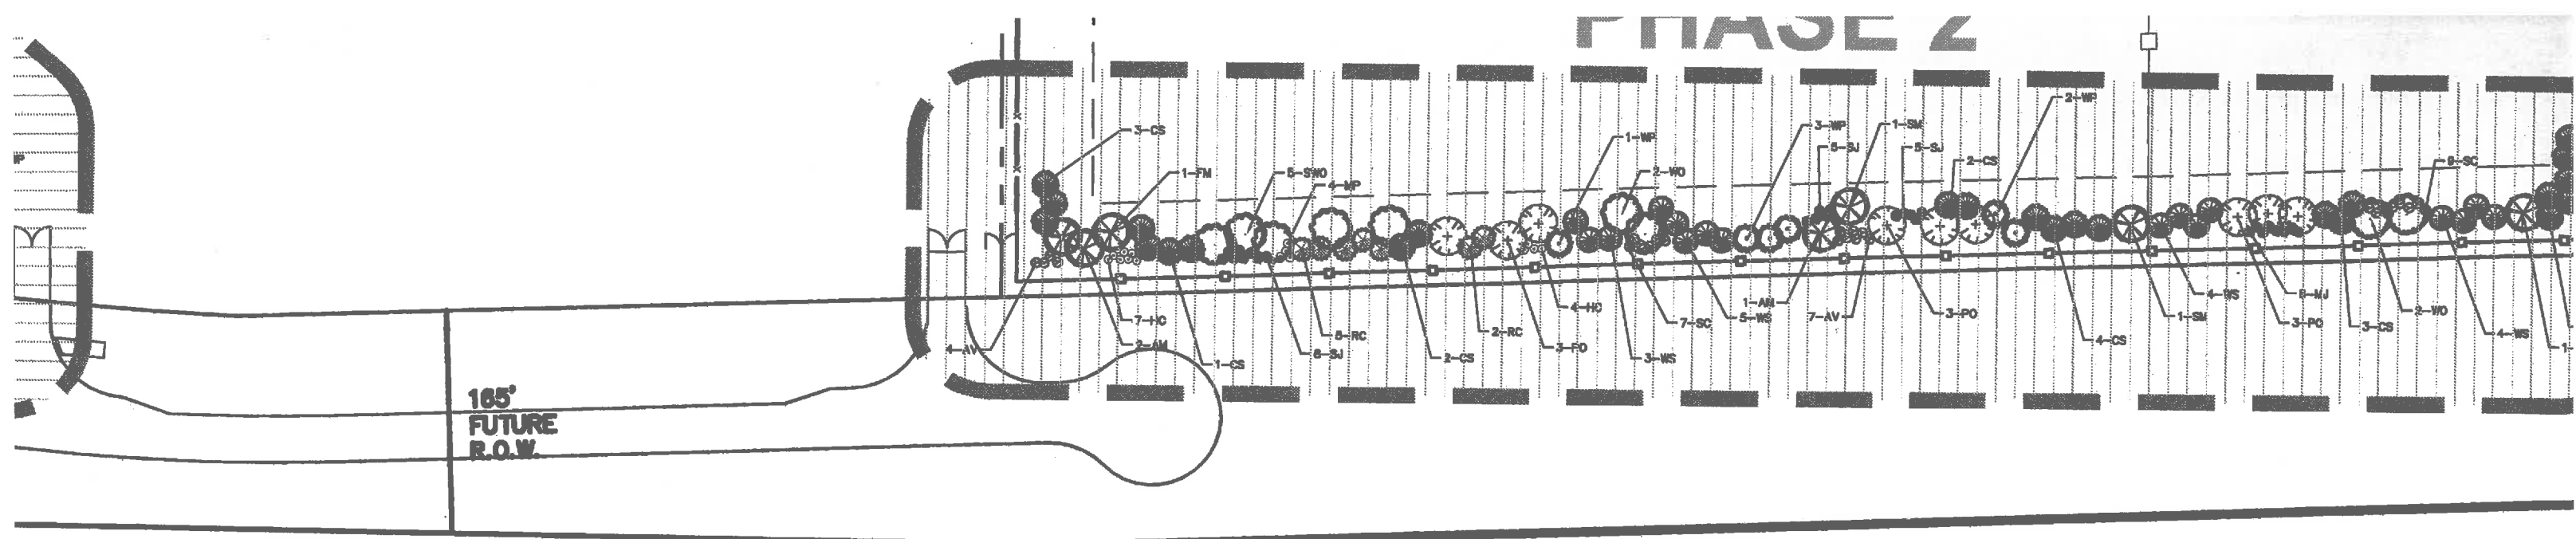 PHASE 2
2-WP
3-CS
3-WP
1-SM
1-WP
5-SJ
5-SJ
2-CS
9-SC
1-FM
5-SWO
2-WO
4-MP
4-WS
8-MJ
1-AM
7-AV
5-WS
4-HC
3-PO
1-SM
3-PO
3-CS
2-WO
7-HC
7-SC
2-RC
5-RC
4-CS
4-WS
4-AV
2-AM
6-SJ
3-PO
2-CS
3-WS
1-CS
165'
FUTURE
R.O.W.